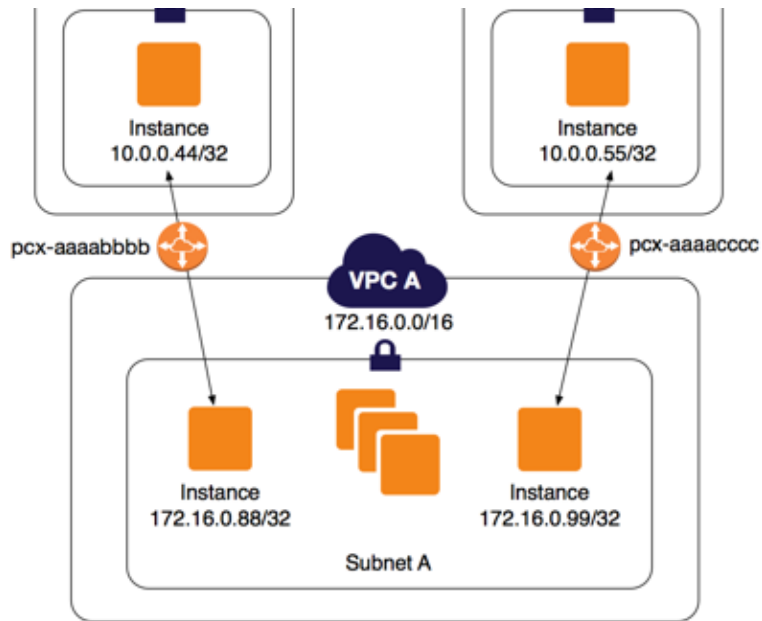 Instance
10.0.0.44/32
Instance
10.0.0.55/32
pcx-aaaabbbb
pcx-aaaacccc
VPC A
172.16.0.0/16
Instance
172.16.0.88/32
Instance
172.16.0.99/32
Subnet A